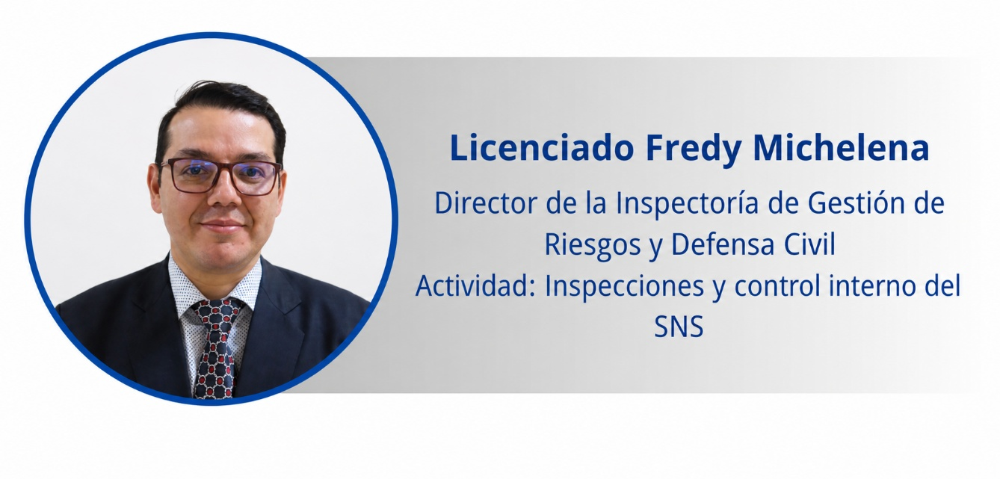 Licenciado Fredy Michelena
Director de la Inspectoría de Gestión de
Riesgos y Defensa Civil
Actividad: Inspecciones y control interno del
SNS